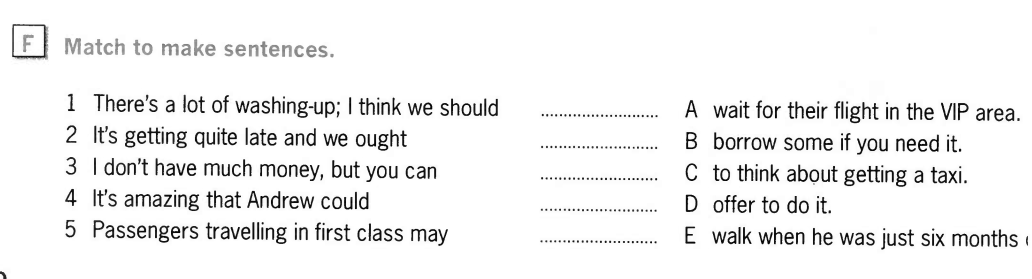 F Match to make sentences.
1 There's a lot of washing-up; I think we should ........................... A wait for their flight in the VIP area.
2 It's getting quite late and we ought ........................... B borrow some if you need it.
3 I don't have much money, but you can ........................... C to think about getting a taxi.
4 It's amazing that Andrew could ........................... D offer to do it.
5 Passengers travelling in first class may ........................... E walk when he was just six months